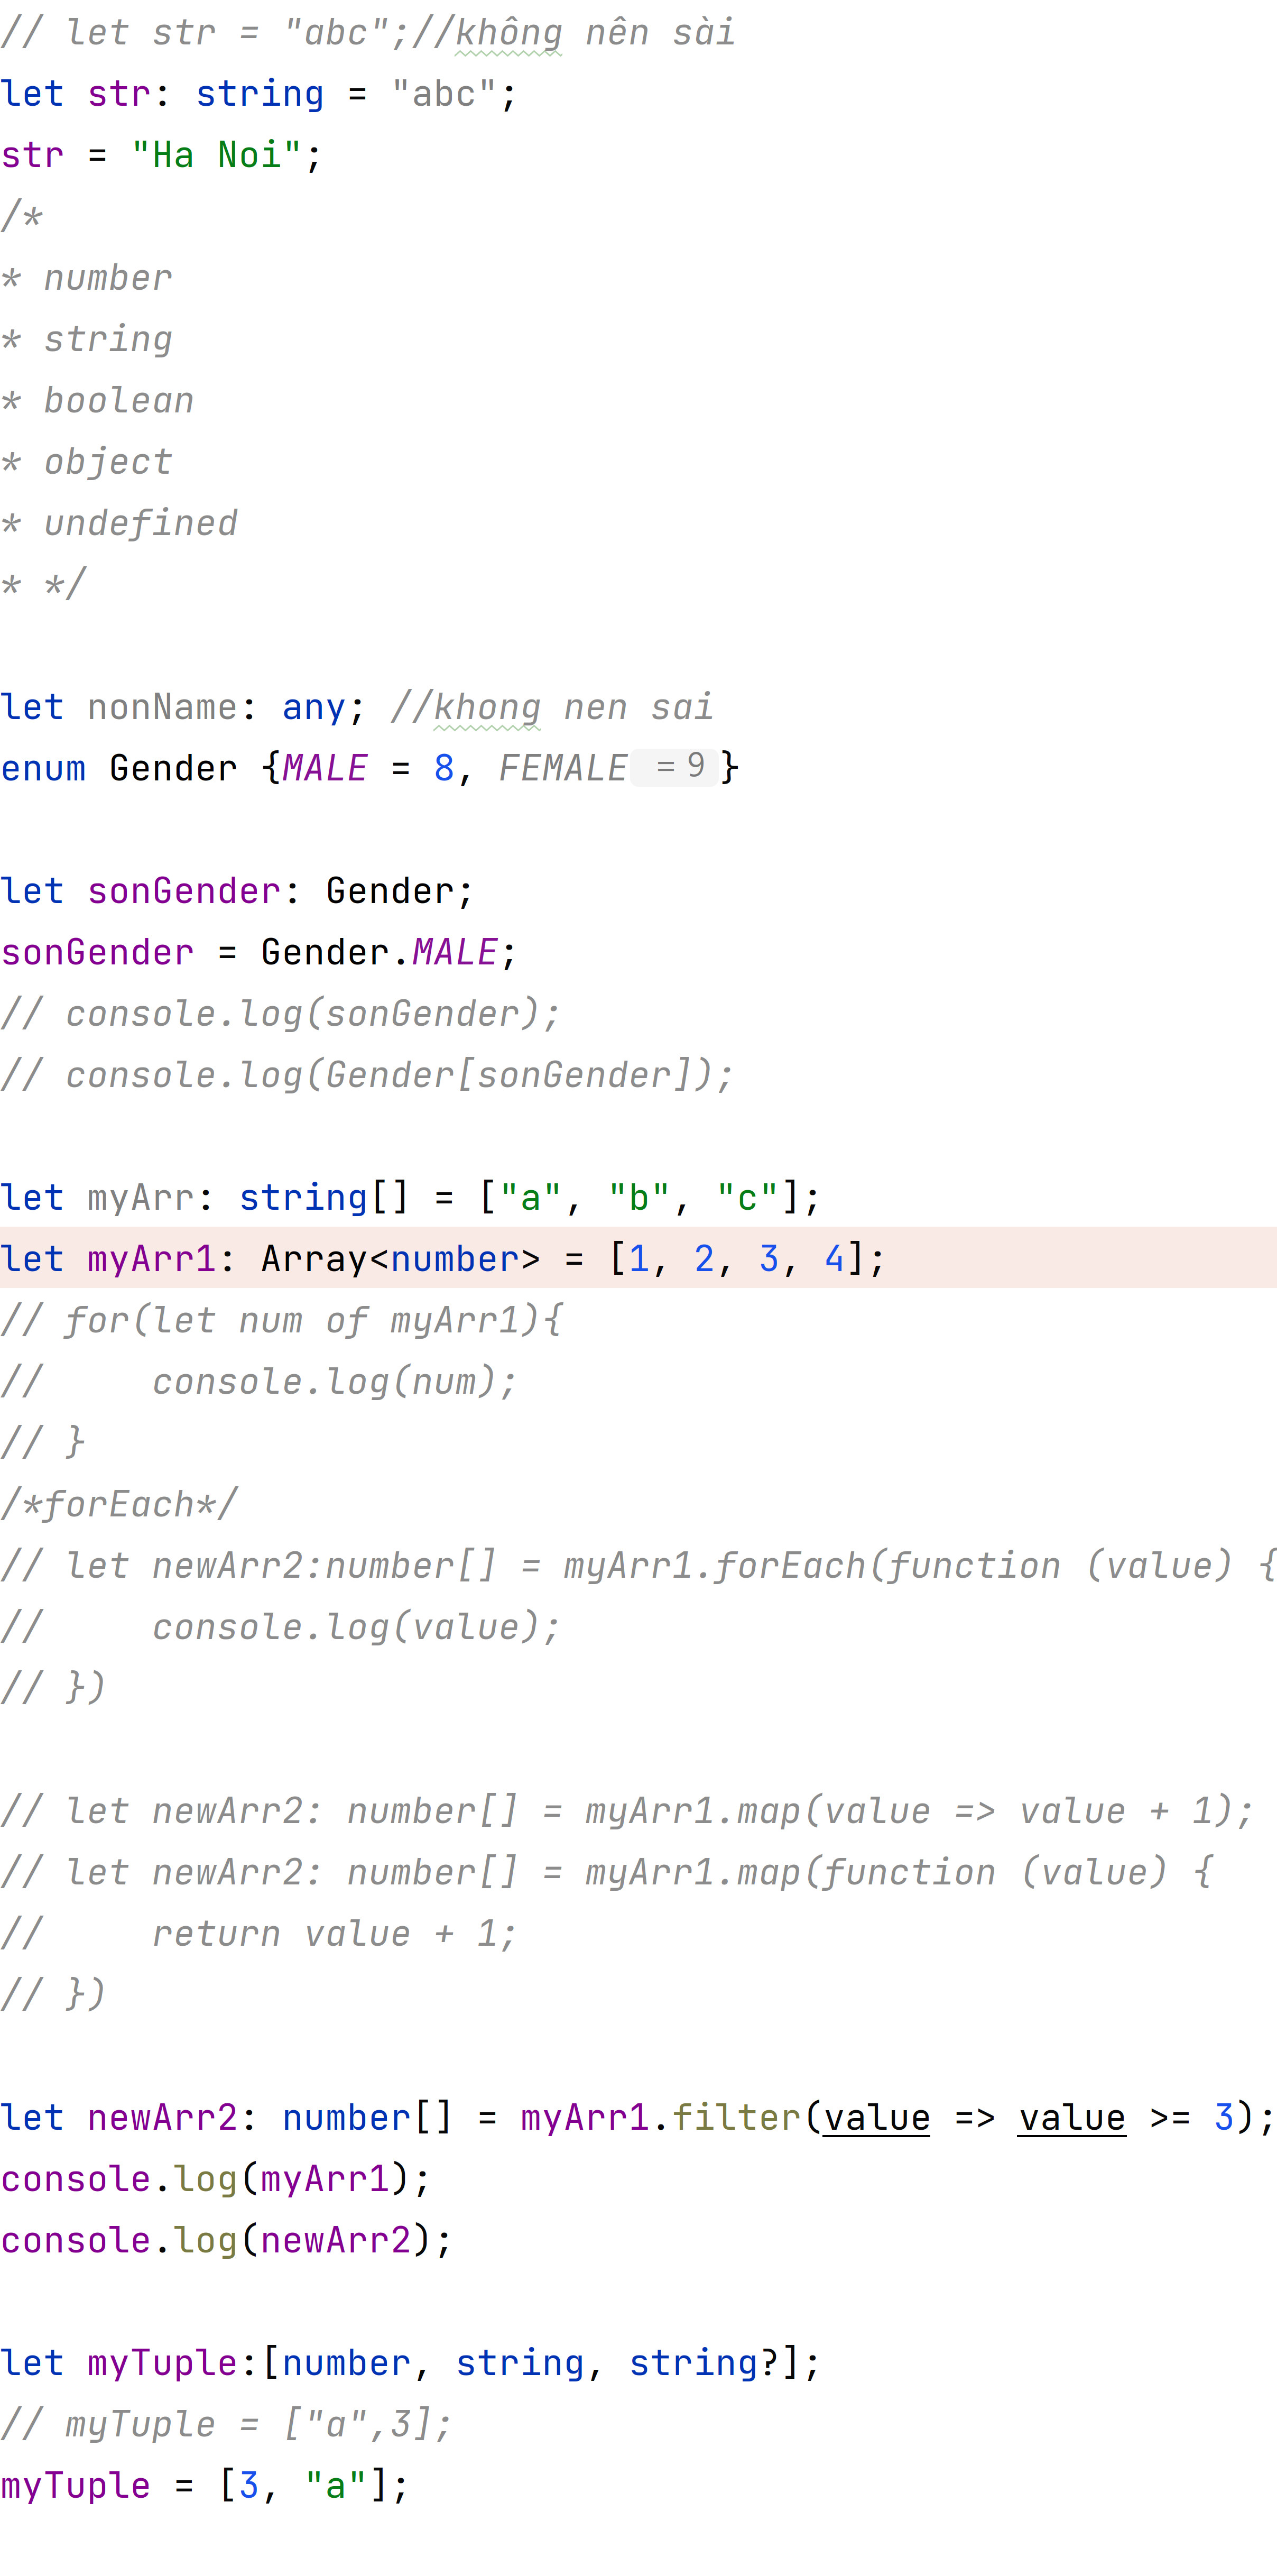 // let str = "abc";//không nên sài
let str: string = "abc";
str = "Ha Noi";
/*
* number
* string
* boolean
* object
* undefined
* */
let nonName: any; //khong nen sai
enum Gender {MALE = 8, FEMALE = 9}
let sonGender: Gender;
sonGender = Gender.MALE;
// console.log(sonGender);
// console.log(Gender[sonGender]);
let myArr: string[] = ["a", "b", "c"];
let myArr1: Array<number> = [1, 2, 3, 4];
// for(let num of myArr1){
//     console.log(num);
// }
/*forEach*/
// let newArr2:number[] = myArr1.forEach(function (value) {
//     console.log(value);
// })
// let newArr2: number[] = myArr1.map(value => value + 1);
// let newArr2: number[] = myArr1.map(function (value) {
//     return value + 1;
// })
let newArr2: number[] = myArr1.filter(value => value >= 3);
console.log(myArr1);
console.log(newArr2);
let myTuple:[number, string, string?];
// myTuple = ["a",3];
myTuple = [3, "a"];